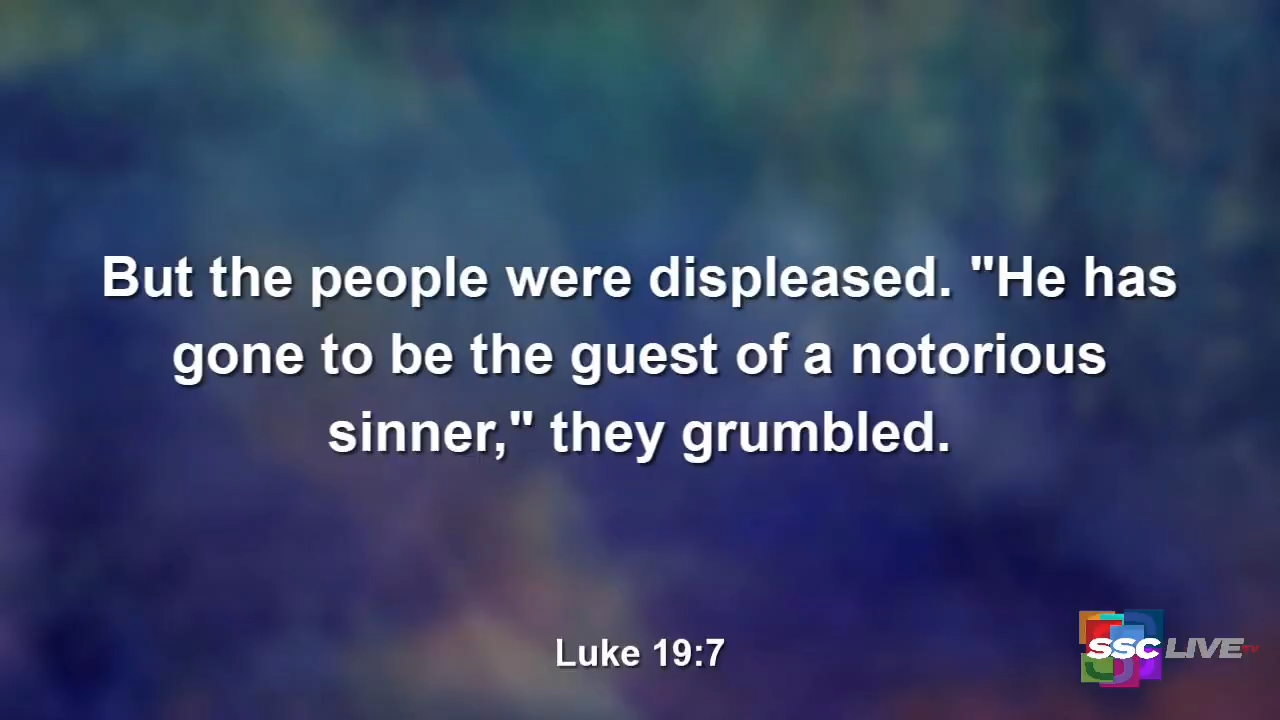 But the people were displeased. "He has
gone to be the guest of a notorious
sinner," they grumbled.
Luke 19:7
SSC LIVE TV